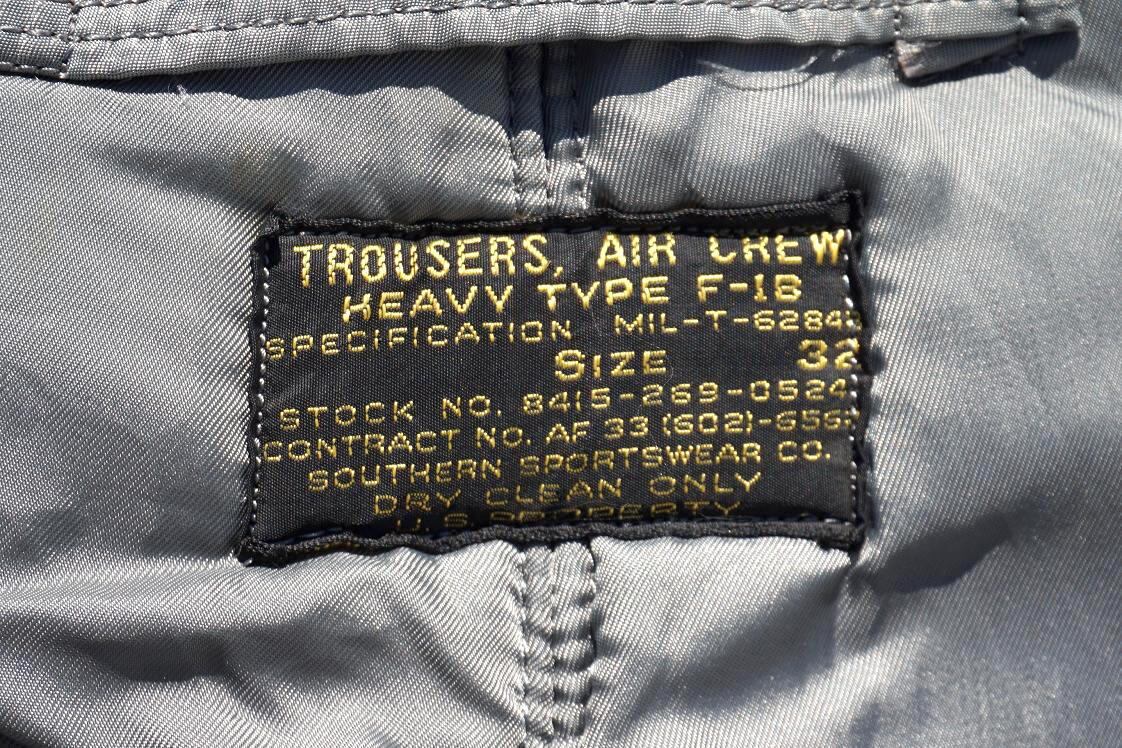 TROUSERS, AIR CREW
HEAVY TYPE F-1B
SPECIFICATION MIL-T-6284
SIZE 32
STOCK NO. 8415-269-0524
CONTRACT NO. AF 33 (602)-656
SOUTHERN SPORTSWEAR CO.
DRY CLEAN ONLY
U.S. PROPERTY